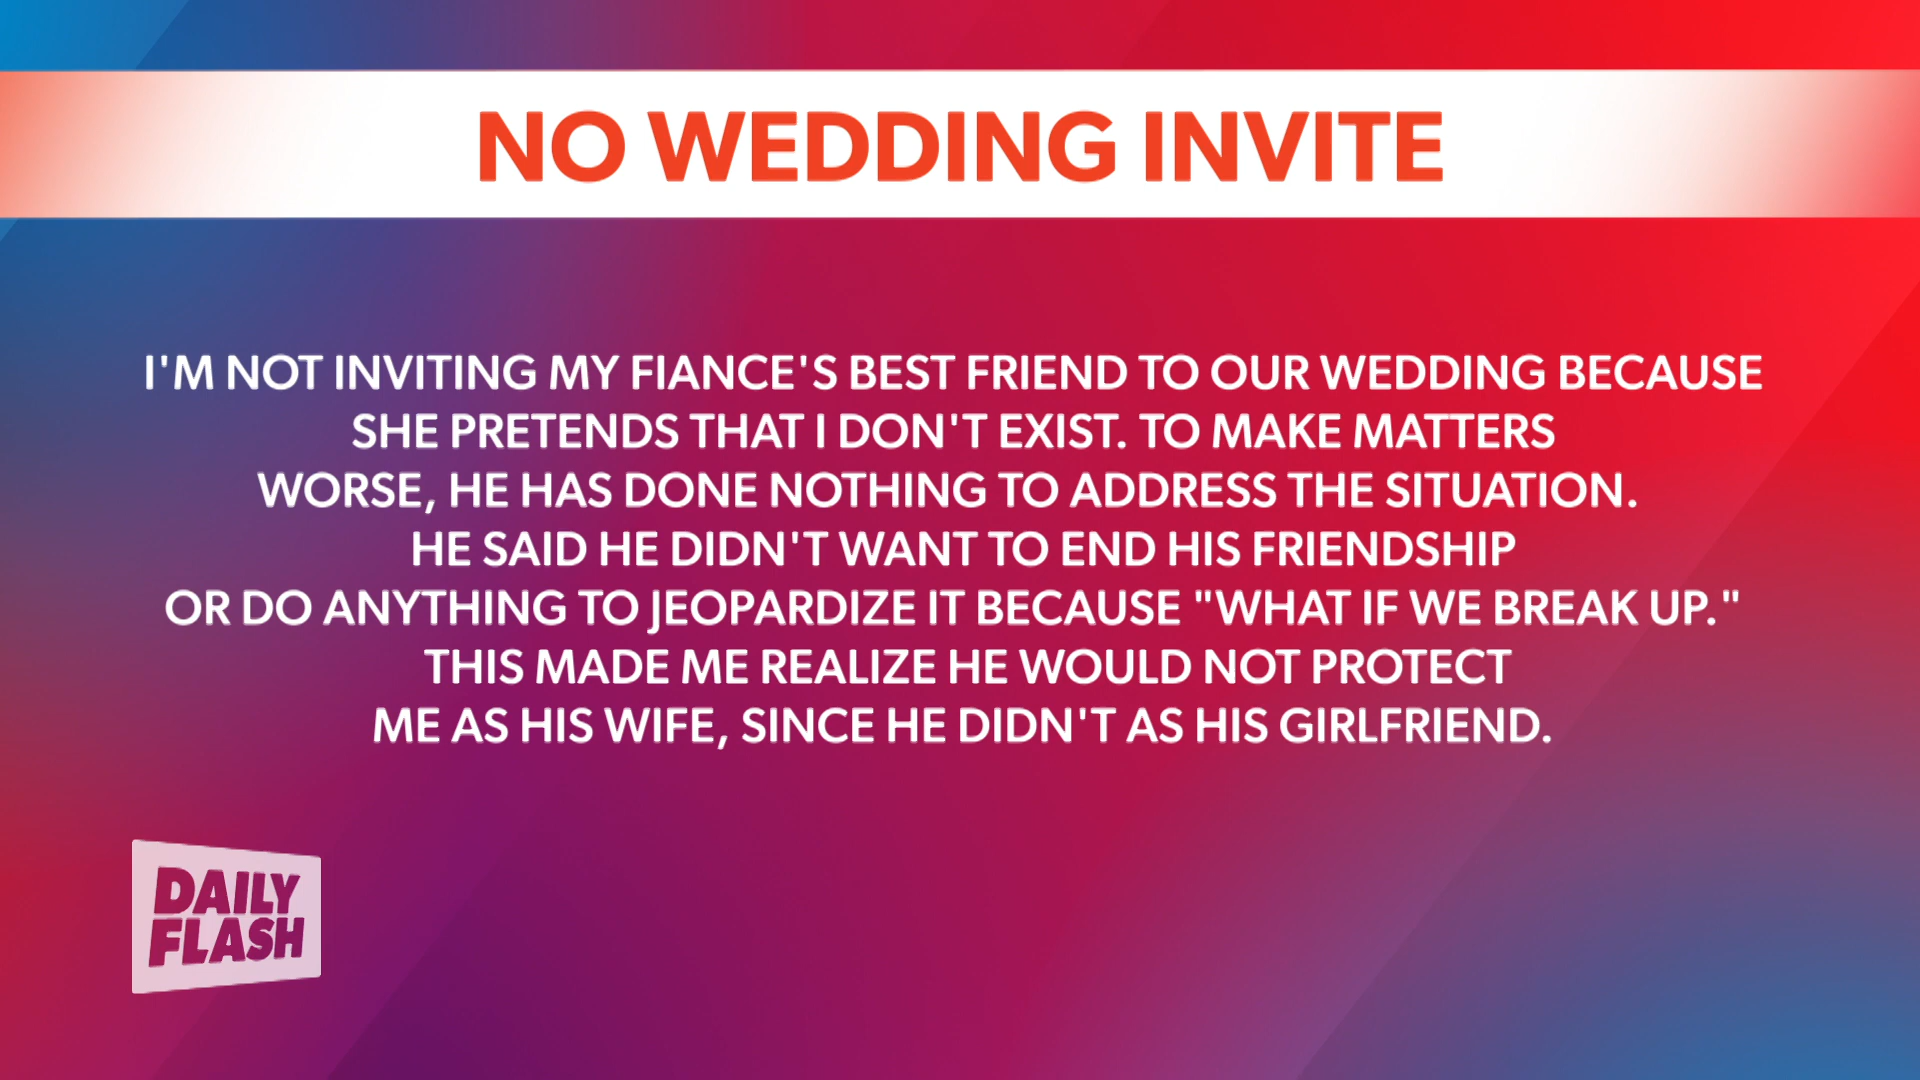 NO WEDDING INVITE
I'M NOT INVITING MY FIANCE'S BEST FRIEND TO OUR WEDDING BECAUSE
SHE PRETENDS THAT I DON'T EXIST. TO MAKE MATTERS
WORSE, HE HAS DONE NOTHING TO ADDRESS THE SITUATION.
HE SAID HE DIDN'T WANT TO END HIS FRIENDSHIP
OR DO ANYTHING TO JEOPARDIZE IT BECAUSE "WHAT IF WE BREAK UP."
THIS MADE ME REALIZE HE WOULD NOT PROTECT
ME AS HIS WIFE, SINCE HE DIDN'T AS HIS GIRLFRIEND.
DAILY
FLASH